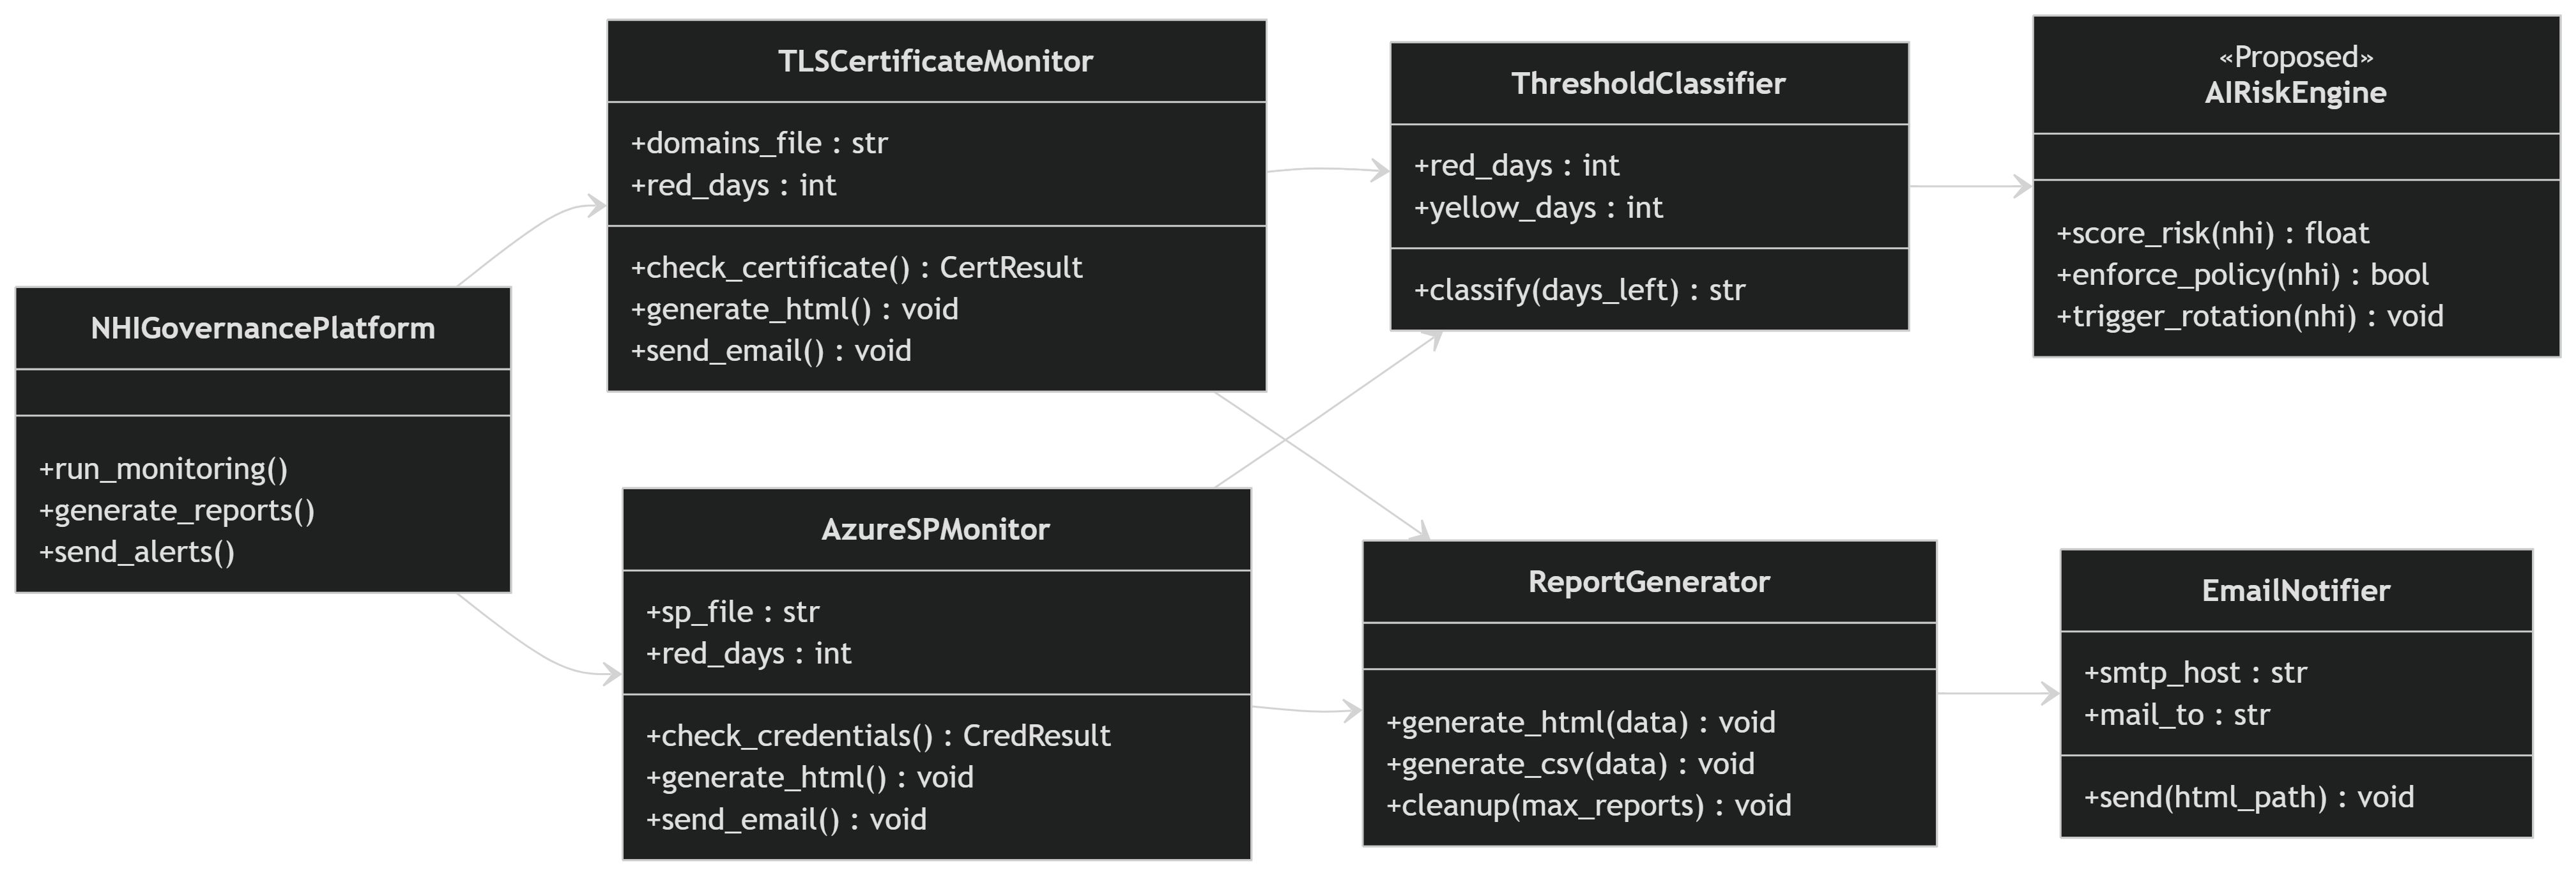 NHIGovernancePlatform
+run_monitoring()
+generate_reports()
+send_alerts()
TLSCertificateMonitor
+domains_file : str
+red_days : int
+check_certificate() : CertResult
+generate_html() : void
+send_email() : void
AzureSPMonitor
+sp_file : str
+red_days : int
+check_credentials() : CredResult
+generate_html() : void
+send_email() : void
ThresholdClassifier
+red_days : int
+yellow_days : int
+classify(days_left) : str
ReportGenerator
+generate_html(data) : void
+generate_csv(data) : void
+cleanup(max_reports) : void
«Proposed»
AIRiskEngine
+score_risk(nhi) : float
+enforce_policy(nhi) : bool
+trigger_rotation(nhi) : void
EmailNotifier
+smtp_host : str
+mail_to : str
+send(html_path) : void